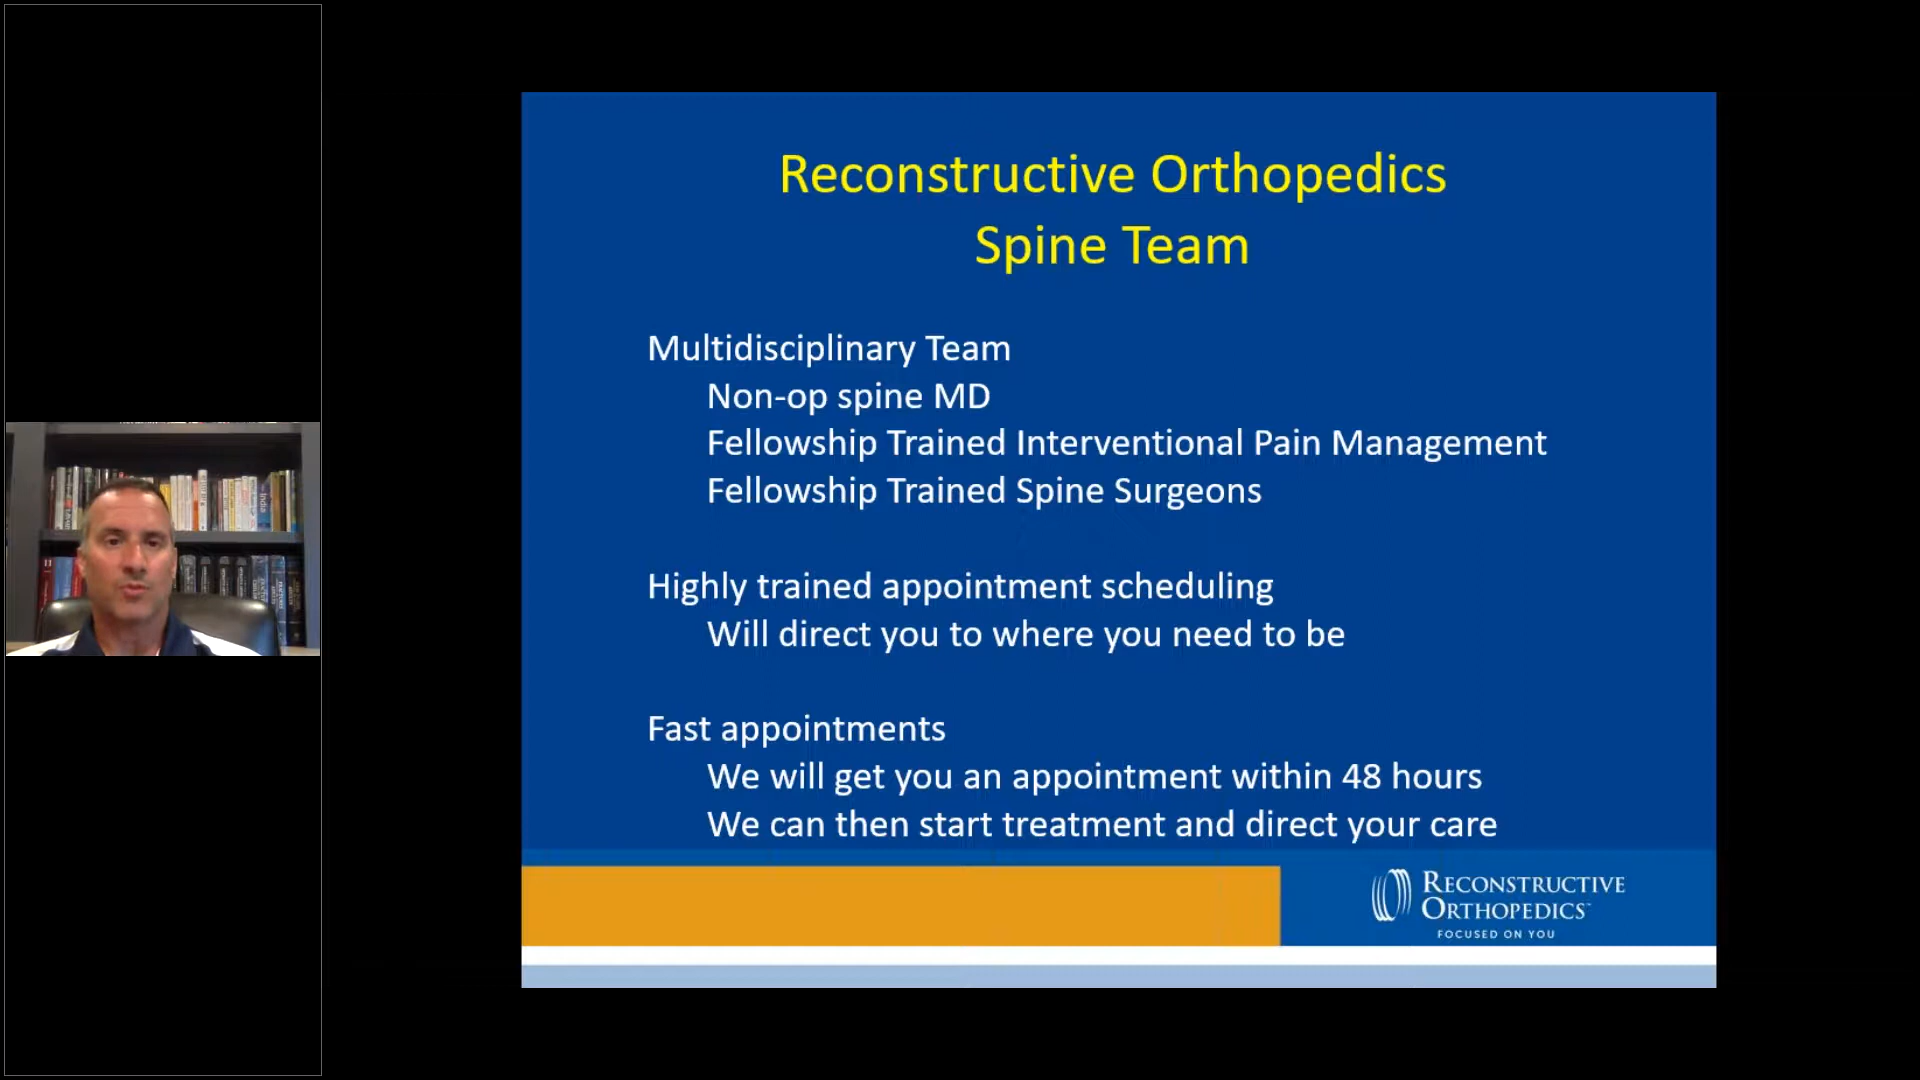 Reconstructive Orthopedics
Spine Team
Multidisciplinary Team
Non-op spine MD
Fellowship Trained Interventional Pain Management
Fellowship Trained Spine Surgeons
Highly trained appointment scheduling
Will direct you to where you need to be
Fast appointments
We will get you an appointment within 48 hours
We can then start treatment and direct your care
RECONSTRUCTIVE
ORTHOPEDICS
FOCUSED ON YOU